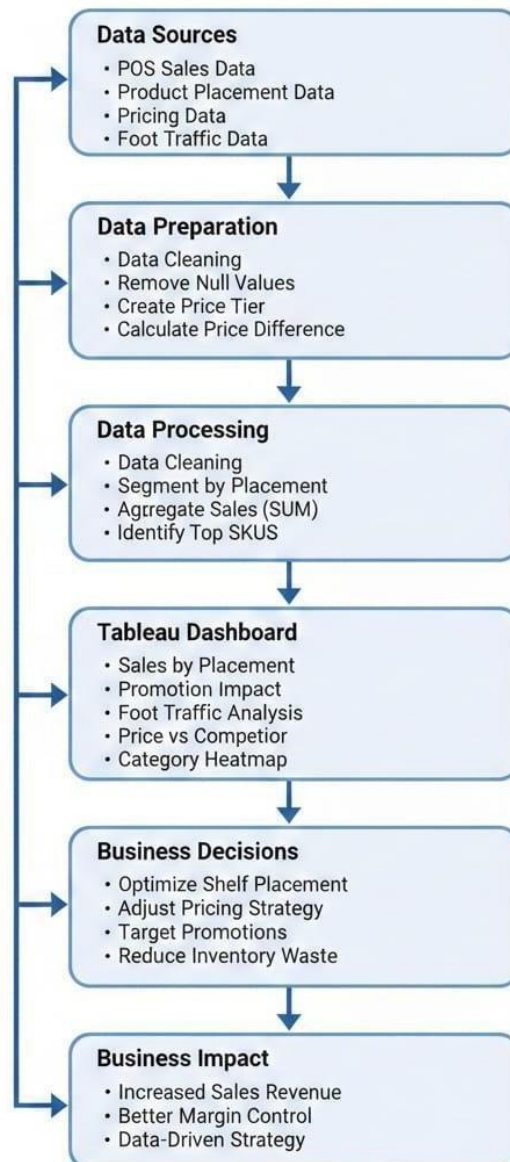 Data Sources
• POS Sales Data
• Product Placement Data
• Pricing Data
• Foot Traffic Data
Data Preparation
• Data Cleaning
• Remove Null Values
• Create Price Tier
• Calculate Price Difference
Data Processing
• Data Cleaning
• Segment by Placement
• Agrregate Sales (SUM)
• Identify Top SKUS
Tableau Dashboard
• Sales by Placement
• Promotion Impact
• Foot Traffic Analysis
• Price vs Competior
• Category Heatmap
Business Decisions
• Optimize Shelf Placement
• Adjust Pricing Strategy
• Target Promotions
• Reduce Inventory Waste
Business Impact
• Increased Sales Revenue
• Better Margin Control
• Data-Driven Strategy